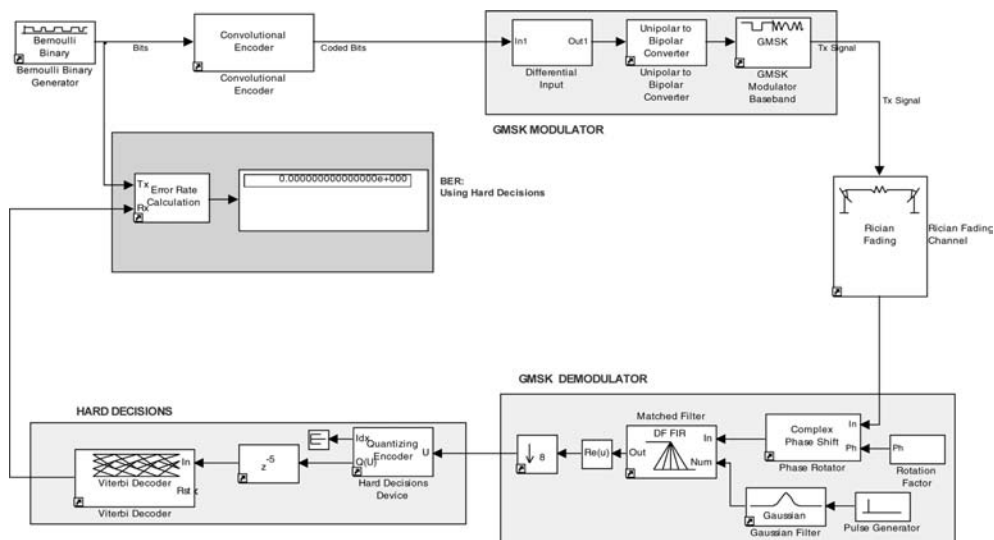 Bernoulli
Binary
Bernoulli Binary
Generator
Bits
Convolutional
Encoder
Convolutional
Encoder
Coded Bits
In1
Out1
Differential
Input
Unipolar to
Bipolar
Converter
Unipolar to
Bipolar
Converter
GMSK
GMSK
Modulator
Baseband
Tx Signal
GMSK MODULATOR
Tx Signal
Tx
Rx
Error Rate
Calculation
0.000000000000000e+000
BER:
Using Hard Decisions
Rician
Fading
Rician Fading
Channel
HARD DECISIONS
Viterbi Decoder
In
Rst
Viterbi Decoder
z-5
Idx
Q(U)
Quantizing
Encoder
U
Hard Decisions
Device
GMSK DEMODULATOR
8
Re(u)
Matched Filter
DF FIR
Out
In
Num
Complex
Phase Shift
In
Ph
Phase Rotator
Ph
Rotation
Factor
Gaussian
Gaussian Filter
Pulse Generator